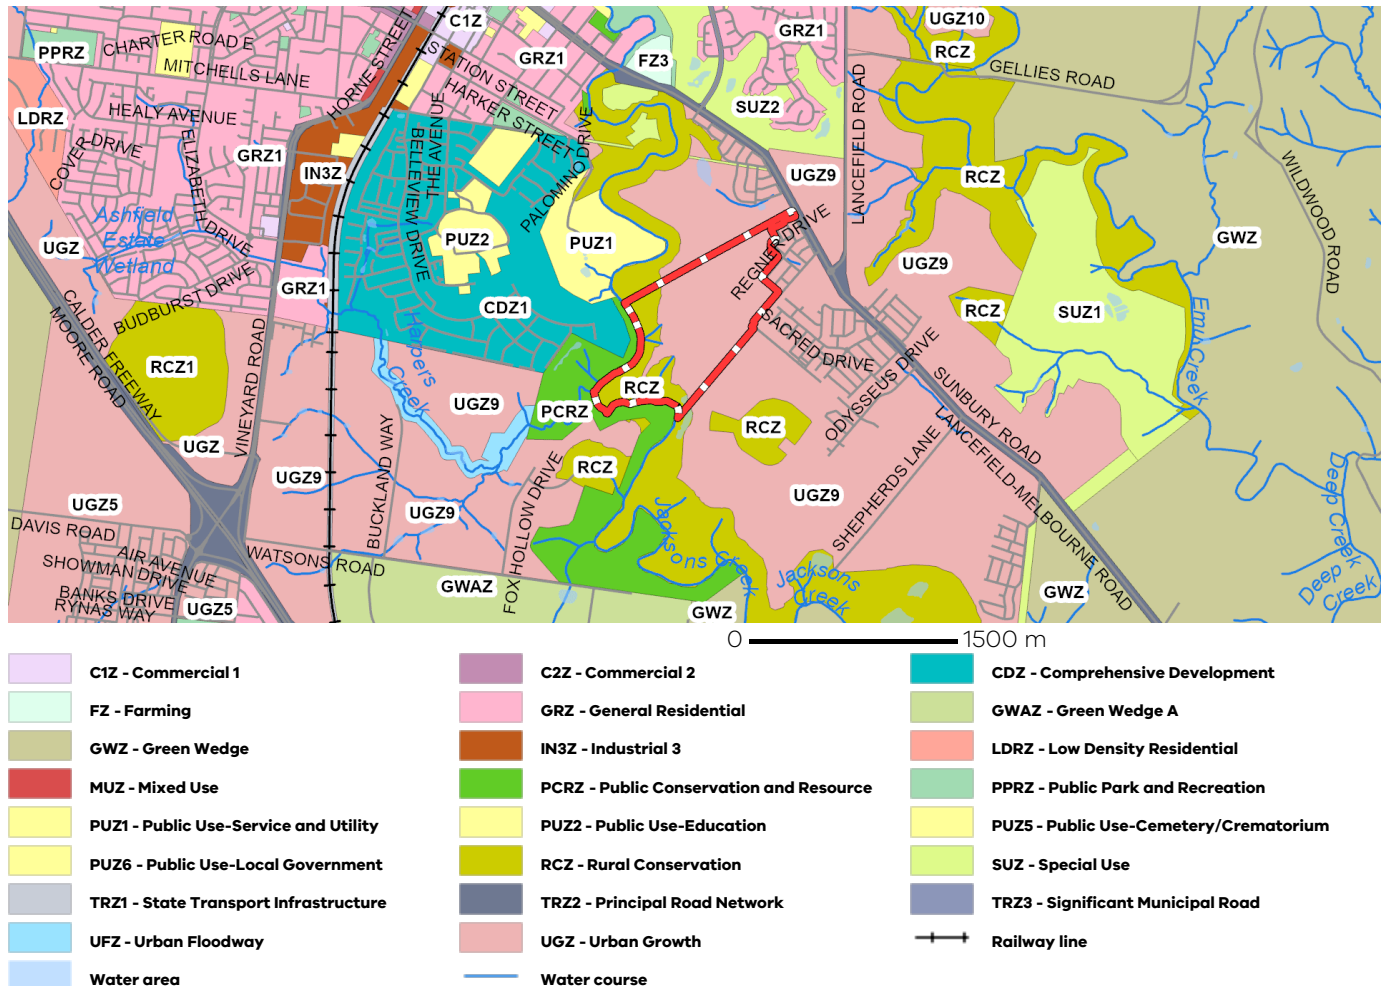 C1Z
UGZ10
GRZ1
CHARTER ROAD E
PPRZ
STATION STREET
RCZ
GRZ1
FZ3
MITCHELLS LANE
HORNE STREET
GELLIES ROAD
HARKER STREET
LANCEFIELD ROAD
SUZ2
HEALY AVENUE
LDRZ
THE AVENUE
PALOMINO DRIVE
COVER DRIVE
ELIZABETH DRIVE
GRZ1
BELLEVIEW DRIVE
WILDWOOD ROAD
IN3Z
UGZ9
RCZ
Ashfield
Estate
Wetland
REGNER DRIVE
UGZ
PUZ2
PUZ1
GWZ
UGZ9
GRZ1
CALDER FREEWAY
BUDBURST DRIVE
CDZ1
Emu Creek
RCZ
SUZ1
MOORE ROAD
Harpers
Creek
SACRED DRIVE
VINEYARD ROAD
RCZ1
ODYSSEUS DRIVE
SUNBURY ROAD
RCZ
UGZ9
PCRZ
RCZ
LANCEFIELD-MELBOURNE ROAD
UGZ
BUCKLAND WAY
SHEPHERDS LANE
UGZ9
RCZ
FOX HOLLOW DRIVE
Deep Creek
UGZ5
UGZ9
UGZ9
Jacksons Creek
DAVIS ROAD
AIR AVENUE
SHOWMAN DRIVE
WATSONS ROAD
Jacksons
Creek
Deep
Creek
BANKS DRIVE
RYNAS WAY
UGZ5
GWAZ
GWZ
GWZ
0 1500 m
C1Z - Commercial 1
C2Z - Commercial 2
CDZ - Comprehensive Development
FZ - Farming
GRZ - General Residential
GWAZ - Green Wedge A
GWZ - Green Wedge
IN3Z - Industrial 3
LDRZ - Low Density Residential
MUZ - Mixed Use
PCRZ - Public Conservation and Resource
PPRZ - Public Park and Recreation
PUZ1 - Public Use-Service and Utility
PUZ2 - Public Use-Education
PUZ5 - Public Use-Cemetery/Crematorium
PUZ6 - Public Use-Local Government
RCZ - Rural Conservation
SUZ - Special Use
TRZ1 - State Transport Infrastructure
TRZ2 - Principal Road Network
TRZ3 - Significant Municipal Road
UFZ - Urban Floodway
UGZ - Urban Growth
Railway line
Water area
Water course